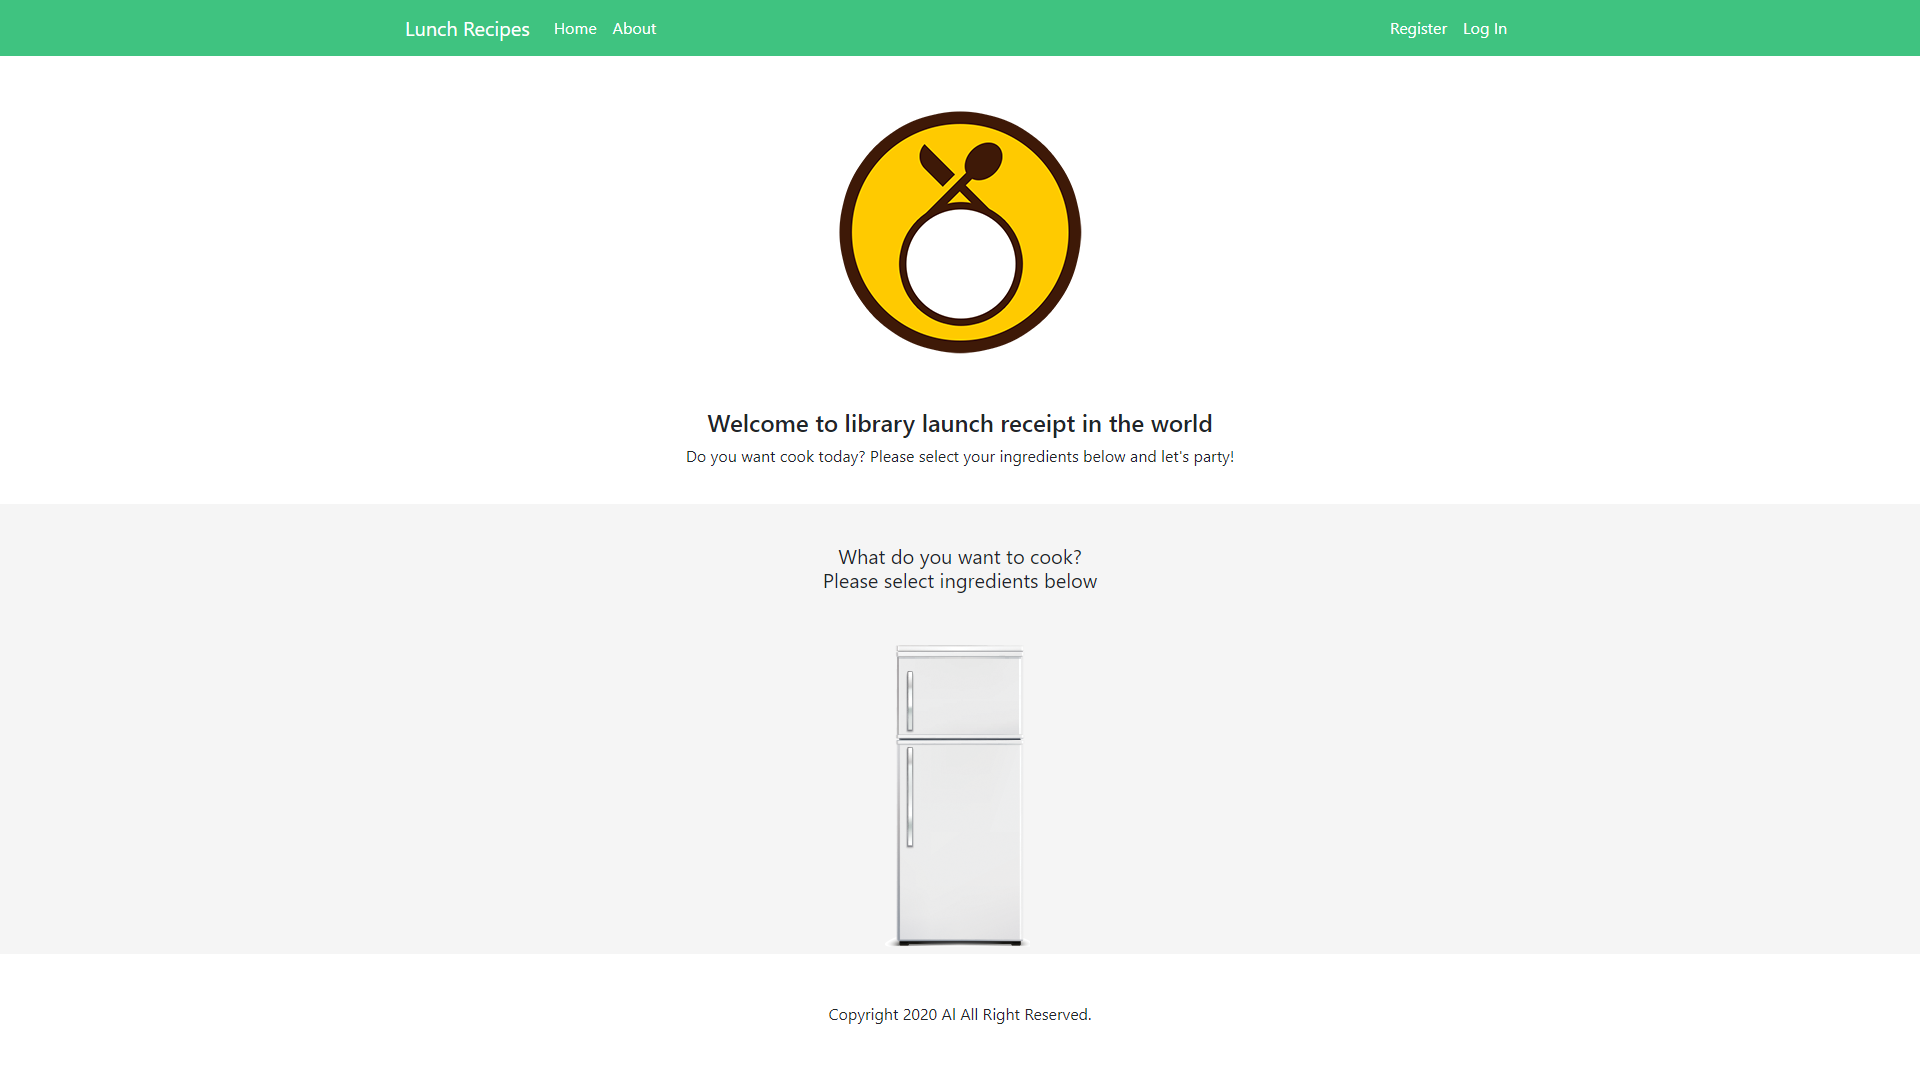 Lunch Recipes Home About Register Log In
Welcome to library launch receipt in the world
Do you want cook today? Please select your ingredients below and let's party!
What do you want to cook?
Please select ingredients below
Copyright 2020 Al All Right Reserved.